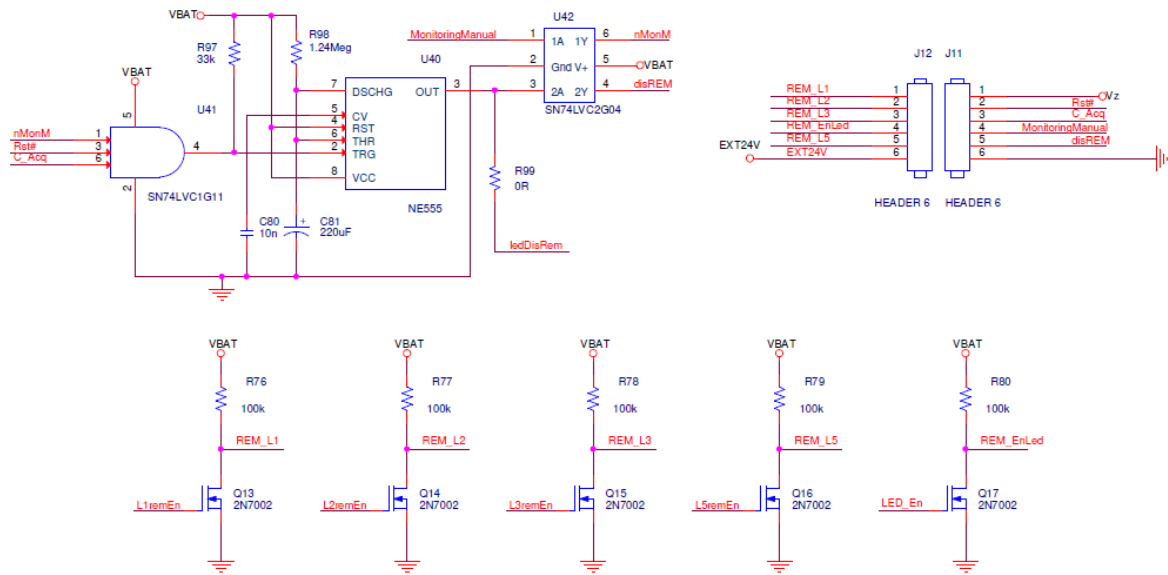 VBAT
R97
33k
R98
1.24Meg
VBAT
U41
5
nMonM 1
Rst# 3
C_Acq 6
4
2
SN74LVC1G11
U40
7 DSCHG OUT 3
5 CV
4 RST
6 THR
2 TRG
8 VCC
NE555
C80
10n
C81
220uF
+
R99
0R
ledDisRem
U42
MonitoringManual 1 1A 1Y 6 nMonM
2 Gnd V+ 5 VBAT
3 2A 2Y 4 disREM
SN74LVC2G04
J12 J11
REM_L1 1
REM_L2 2
REM_L3 3
REM_EnLed 4
REM_L5 5
EXT24V 6
EXT24V
1 Vz
2 Rst#
3 C_Acq
4 MonitoringManual
5 disREM
6
HEADER 6 HEADER 6
VBAT
R76
100k
REM_L1
Q13
2N7002
L1remEn
VBAT
R77
100k
REM_L2
Q14
2N7002
L2remEn
VBAT
R78
100k
REM_L3
Q15
2N7002
L3remEn
VBAT
R79
100k
REM_L5
Q16
2N7002
L5remEn
VBAT
R80
100k
REM_EnLed
Q17
2N7002
LED_En